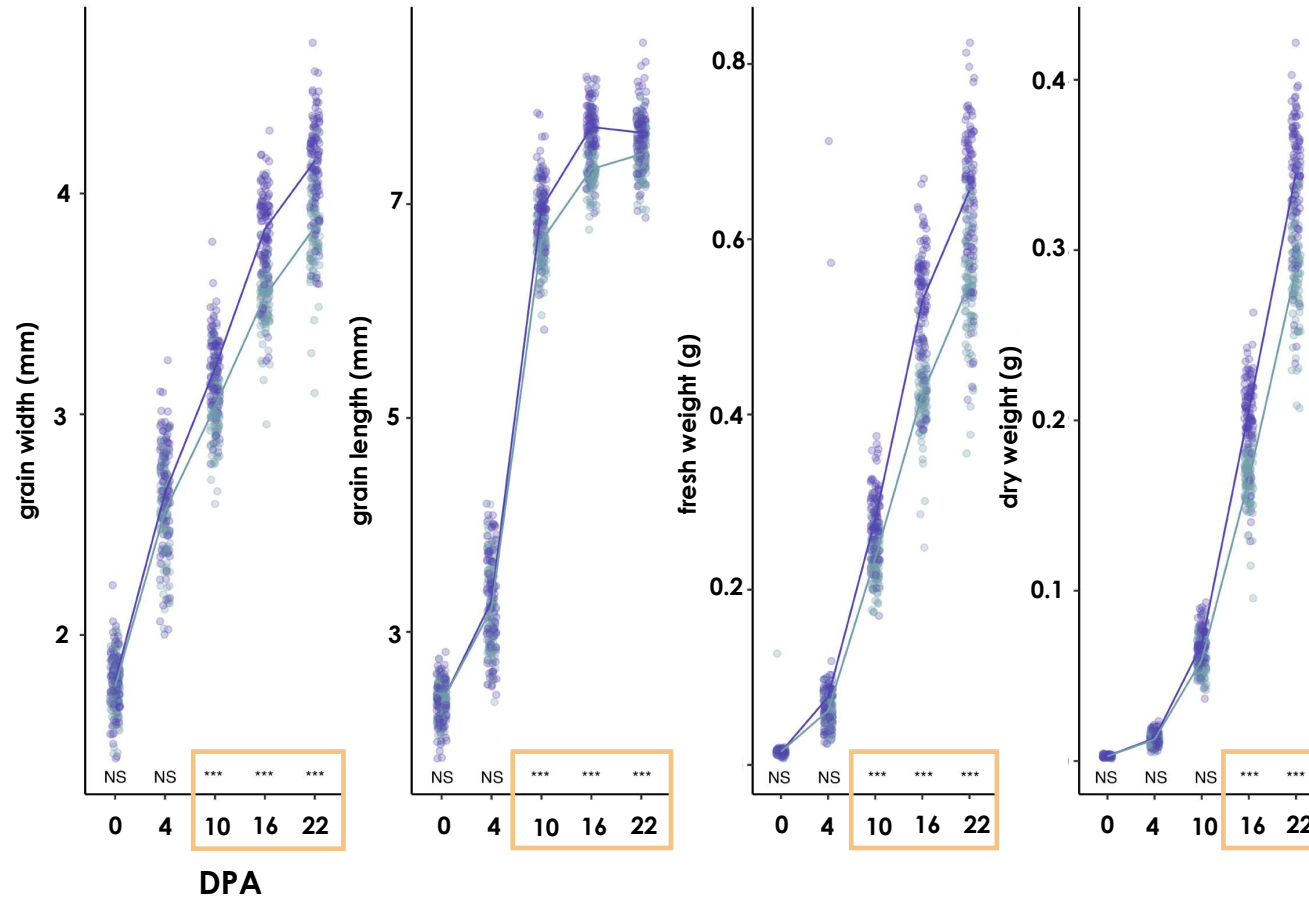 grain width (mm)
4
3
2
NS NS *** *** ***
0 4 10 16 22
DPA
grain length (mm)
7
5
3
NS NS *** *** ***
0 4 10 16 22
fresh weight (g)
0.8
0.6
0.4
0.2
NS NS *** *** ***
0 4 10 16 22
dry weight (g)
0.4
0.3
0.2
0.1
NS NS NS *** ***
0 4 10 16 22